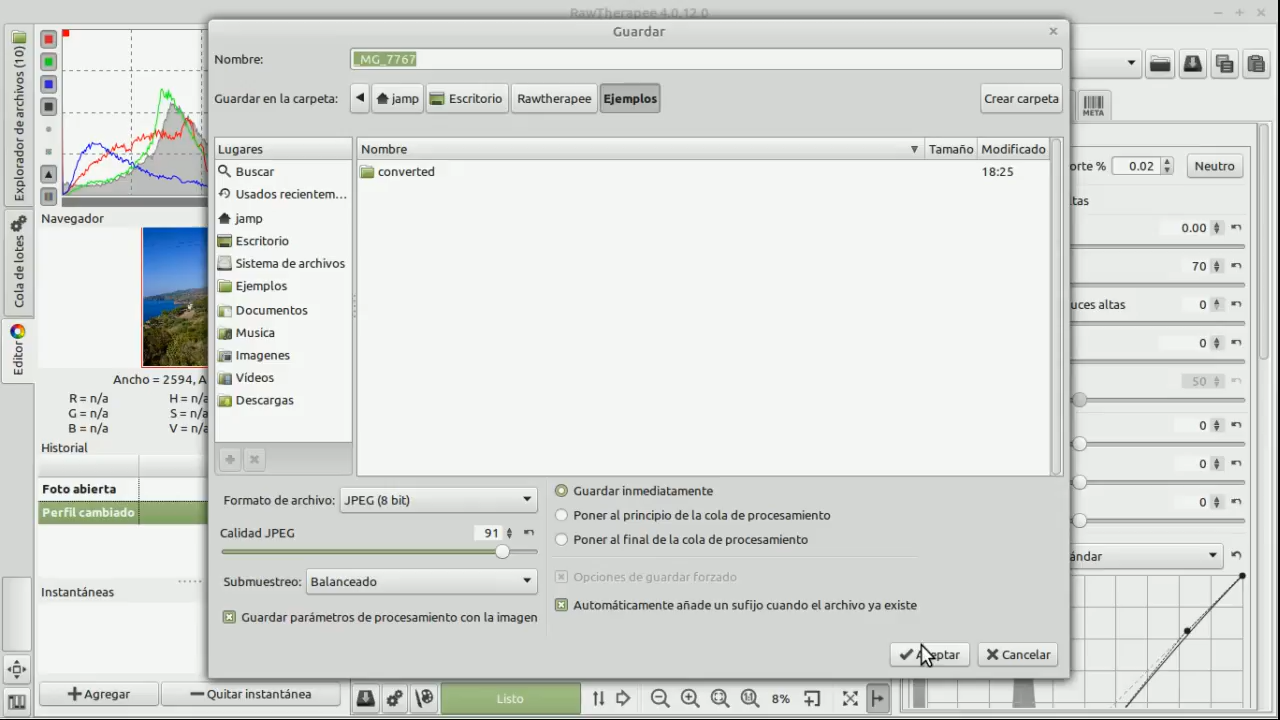 RawTherapee 4.0.12.0
Guardar
Nombre:
_MG_7767
Guardar en la carpeta:
jamp
Escritorio
Rawtherapee
Ejemplos
Crear carpeta
Lugares
Buscar
Usados recientem...
jamp
Escritorio
Sistema de archivos
Ejemplos
Documentos
Musica
Imagenes
Vídeos
Descargas
Nombre
Tamaño
Modificado
converted
18:25
Formato de archivo:
JPEG (8 bit)
Calidad JPEG
91
Submuestreo:
Balanceado
Guardar parámetros de procesamiento con la imagen
Guardar inmediatamente
Poner al principio de la cola de procesamiento
Poner al final de la cola de procesamiento
Opciones de guardar forzado
Automáticamente añade un sufijo cuando el archivo ya existe
Aceptar
Cancelar
Explorador de archivos (10)
Cola de lotes
Editor
Navegador
Ancho = 2594, A
R = n/a
H = n/a
G = n/a
S = n/a
B = n/a
V = n/a
Historial
Foto abierta
Perfil cambiado
Instantáneas
Agregar
Quitar instantánea
Listo
8%
META
orte %
0.02
Neutro
ltas
0.00
70
uces altas
0
0
50
0
0
0
ándar